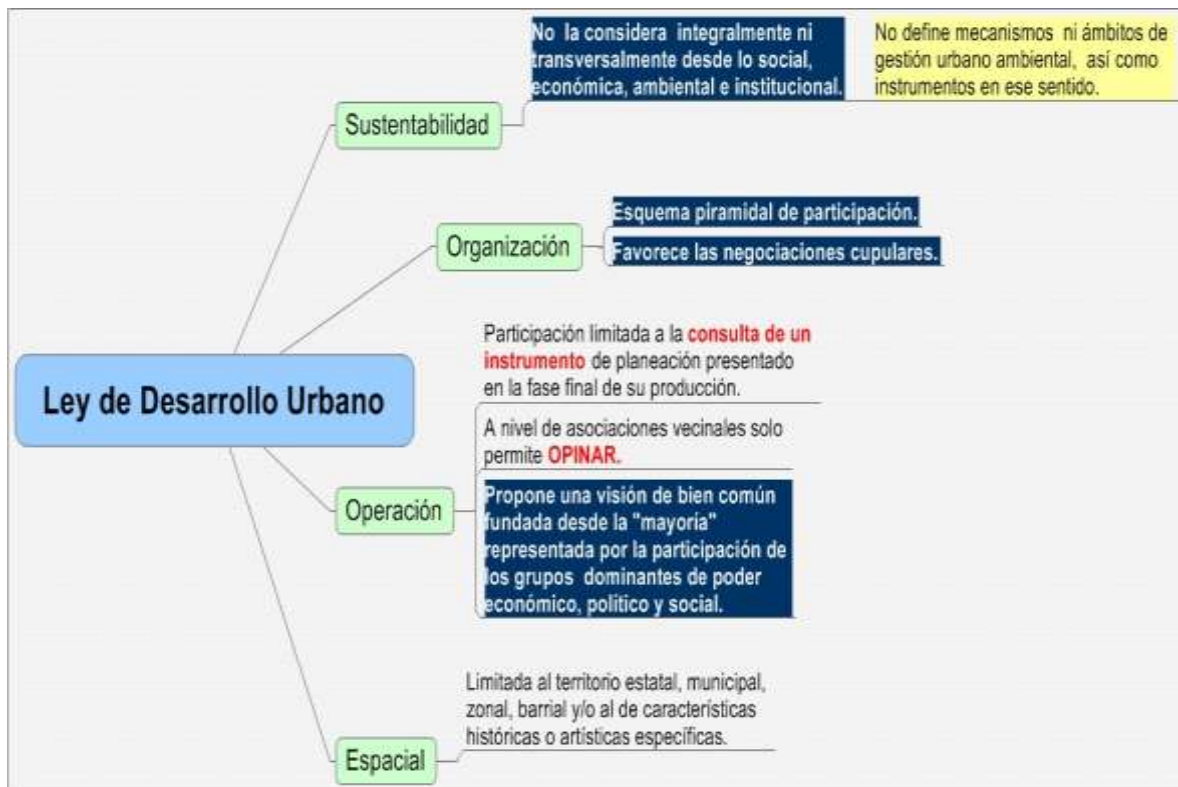 No la considera integralmente ni
transversalmente desde lo social,
económica, ambiental e institucional.
No define mecanismos ni ámbitos de
gestión urbano ambiental, así como
instrumentos en ese sentido.
Sustentabilidad
Esquema piramidal de participación.
Organización
Favorece las negociaciones cupulares.
Participación limitada a la consulta de un
instrumento de planeación presentado
en la fase final de su producción.
Ley de Desarrollo Urbano
A nivel de asociaciones vecinales solo
permite OPINAR.
Operación
Propone una visión de bien común
fundada desde la "mayoría"
representada por la participación de
los grupos dominantes de poder
económico, político y social.
Limitada al territorio estatal, municipal,
zonal, barrial y/o al de características
históricas o artísticas específicas.
Espacial